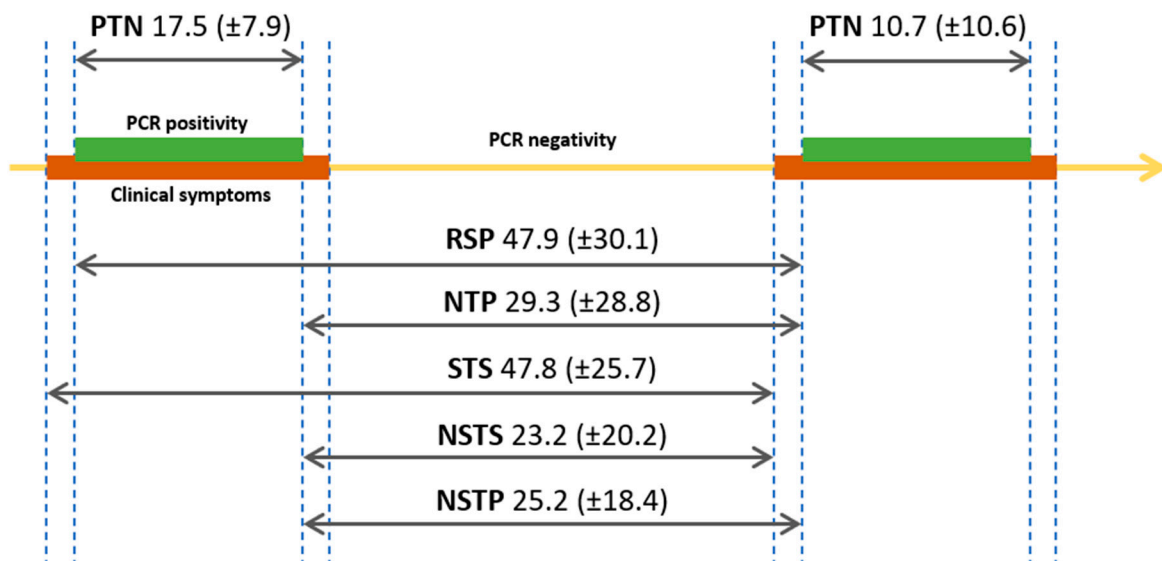 PTN 17.5 (±7.9)
PTN 10.7 (±10.6)
PCR positivity
PCR negativity
Clinical symptoms
RSP 47.9 (±30.1)
NTP 29.3 (±28.8)
STS 47.8 (±25.7)
NSTS 23.2 (±20.2)
NSTP 25.2 (±18.4)